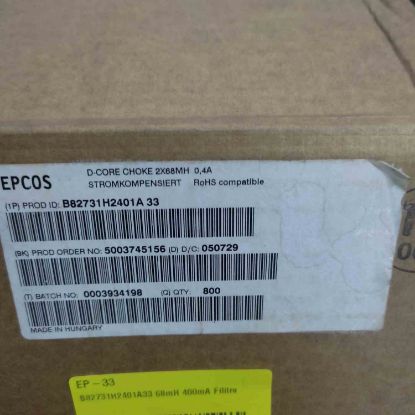 D-CORE CHOKE 2X68MH 0,4A
EPCOS STROMKOMPENSIERT RoHS compatible
(1P) PROD ID: B82731H2401A 33
(9K) PROD ORDER NO: 5003745156 (D) D/C: 050729
(T) BATCH NO: 0003934198 (Q) QTY: 800
MADE IN HUNGARY
EP - 33
B82731H2401A33 68mH 400mA Filitre